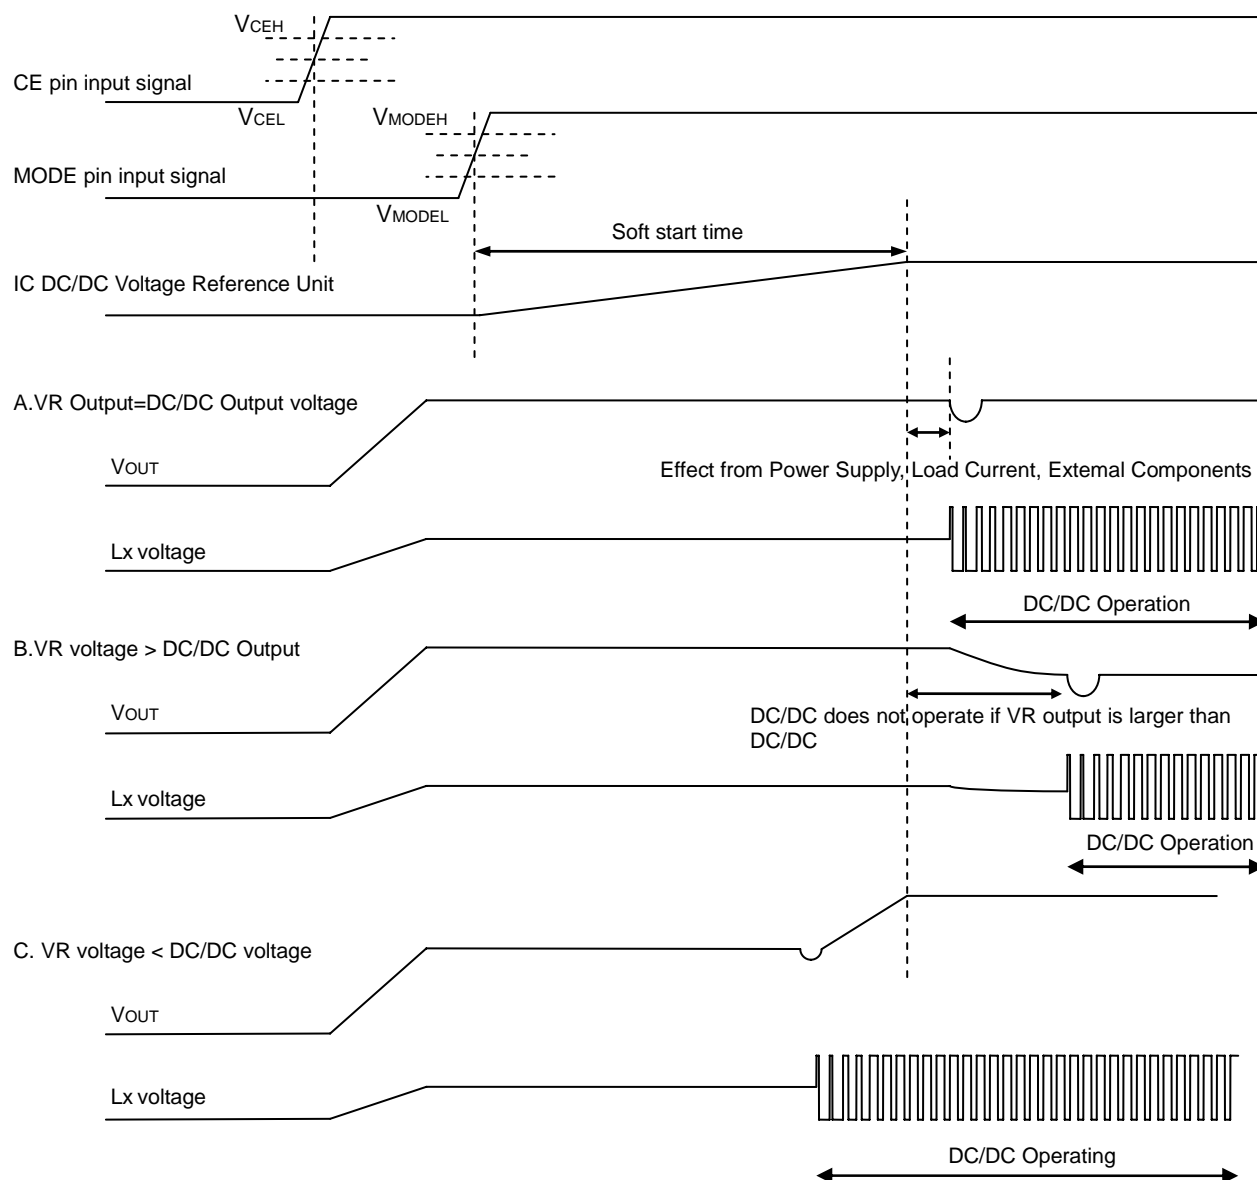 VCEH
CE pin input signal
VCEL
VMODEH
MODE pin input signal
VMODEL
Soft start time
IC DC/DC Voltage Reference Unit
A.VR Output=DC/DC Output voltage
VOUT
Effect from Power Supply, Load Current, External Components
Lx voltage
DC/DC Operation
B.VR voltage > DC/DC Output
VOUT
DC/DC does not operate if VR output is larger than
DC/DC
Lx voltage
DC/DC Operation
C. VR voltage < DC/DC voltage
VOUT
Lx voltage
DC/DC Operating